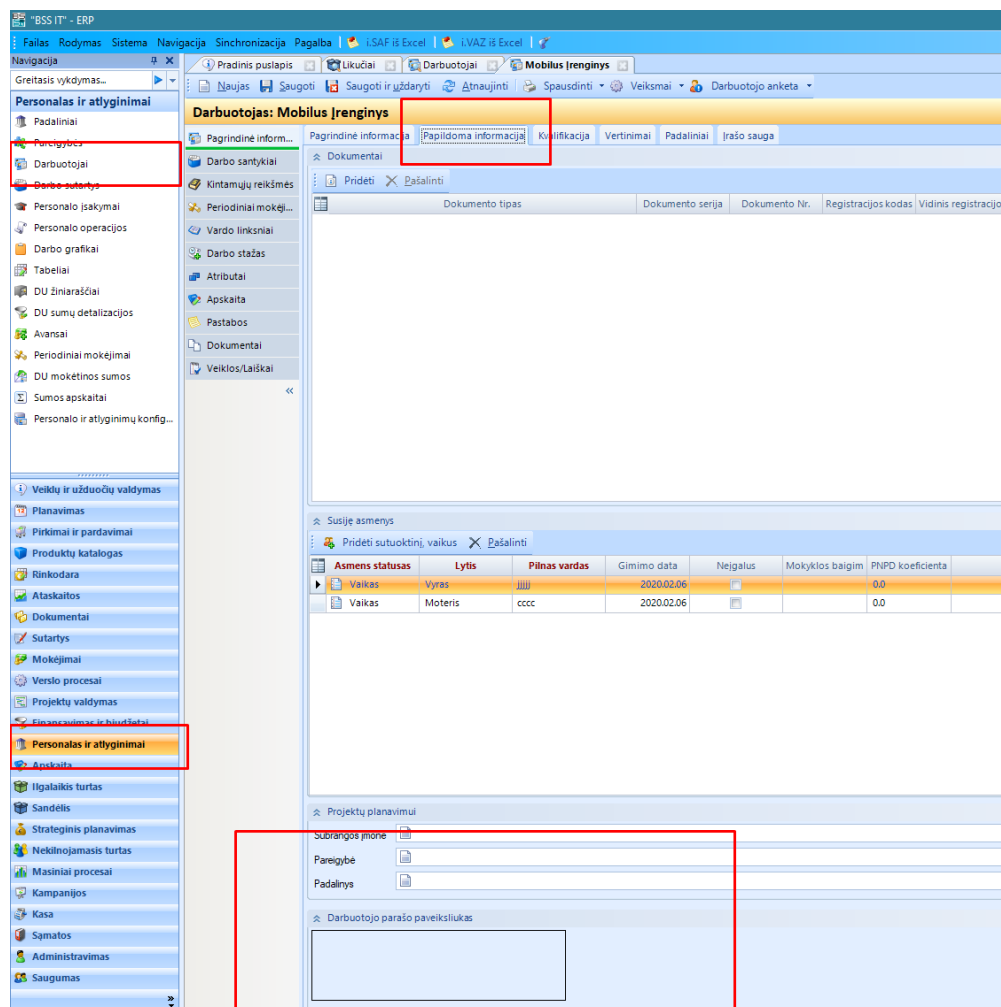 "BSS IT" - ERP
Failas Rodymas Sistema Navigacija Sinchronizacija Pagalba i.SAF iš Excel i.VAZ iš Excel
Navigacija
Pradinis puslapis Likučiai Darbuotojai Mobilus Įrenginys
Greitasis vykdymas...
Naujas Saugoti Saugoti ir uždaryti Atnaujinti Spausdinti Veiksmai Darbuotojo anketa
Personalas ir atlyginimai
Padaliniai
Pareigybės
Darbuotojai
Darbo sutartys
Personalo įsakymai
Personalo operacijos
Darbo grafikai
Tabeliai
DU žiniaraščiai
DU sumų detalizacijos
Avansai
Periodiniai mokėjimai
DU mokėtinos sumos
Sumos apskaitai
Personalo ir atlyginimų konfig...
Veiklų ir užduočių valdymas
Planavimas
Pirkimai ir pardavimai
Produktų katalogas
Rinkodara
Ataskaitos
Dokumentai
Sutartys
Mokėjimai
Verslo procesai
Projektų valdymas
Finansavimas ir biudžetai
Personalas ir atlyginimai
Apskaita
Ilgalaikis turtas
Sandėlis
Strateginis planavimas
Nekilnojamasis turtas
Masiniai procesai
Kampanijos
Kasa
Sąmatos
Administravimas
Saugumas
Darbuotojas: Mobilus Įrenginys
Pagrindinė inform...
Darbo santykiai
Kintamųjų reikšmės
Periodiniai mokėji...
Vardo linksniai
Darbo stažas
Atributai
Apskaita
Pastabos
Dokumentai
Veiklos/Laiškai
Pagrindinė informacija Papildoma informacija Kvalifikacija Vertinimai Padaliniai Įrašo sauga
Dokumentai
Pridėti Pašalinti
Dokumento tipas Dokumento serija Dokumento Nr. Registracijos kodas Vidinis registracijo
Susiję asmenys
Pridėti sutuoktinį, vaikus Pašalinti
Asmens statusas Lytis Pilnas vardas Gimimo data Neįgalus Mokyklos baigim PNPD koeficienta
Vaikas Vyras jjjjj 2020.02.06 0.0
Vaikas Moteris cccc 2020.02.06 0.0
Projektų planavimui
Subrangos įmonė
Pareigybė
Padalinys
Darbuotojo parašo paveiksliukas